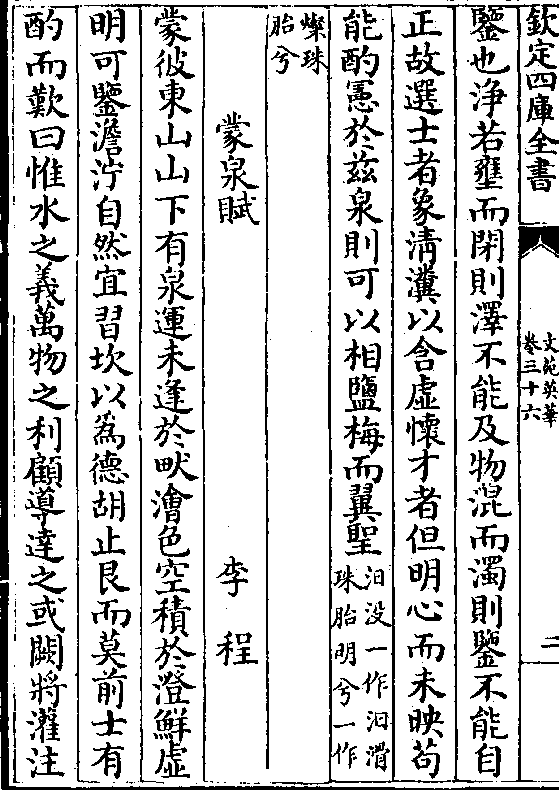 欽定四庫全書
文苑英華
卷三十六
二
鑒也浄若壅而閉則澤不能及物混而濁則鑒不能自
正故選士者象清瀵以含虛懷才者但明心而未映苟
能酌憲於兹泉則可以相鹽梅而翼聖汩没一作汩滑
珠胎明兮一作
燦珠
胎兮
蒙泉賦 李程
蒙彼東山山下有泉運未逢於畎澮色空積於澄鮮虛
明可鑒澹泞自然宜習坎以為德胡止艮而莫前士有
酌而歎曰惟水之義萬物之利顧導達之或闕將灌注